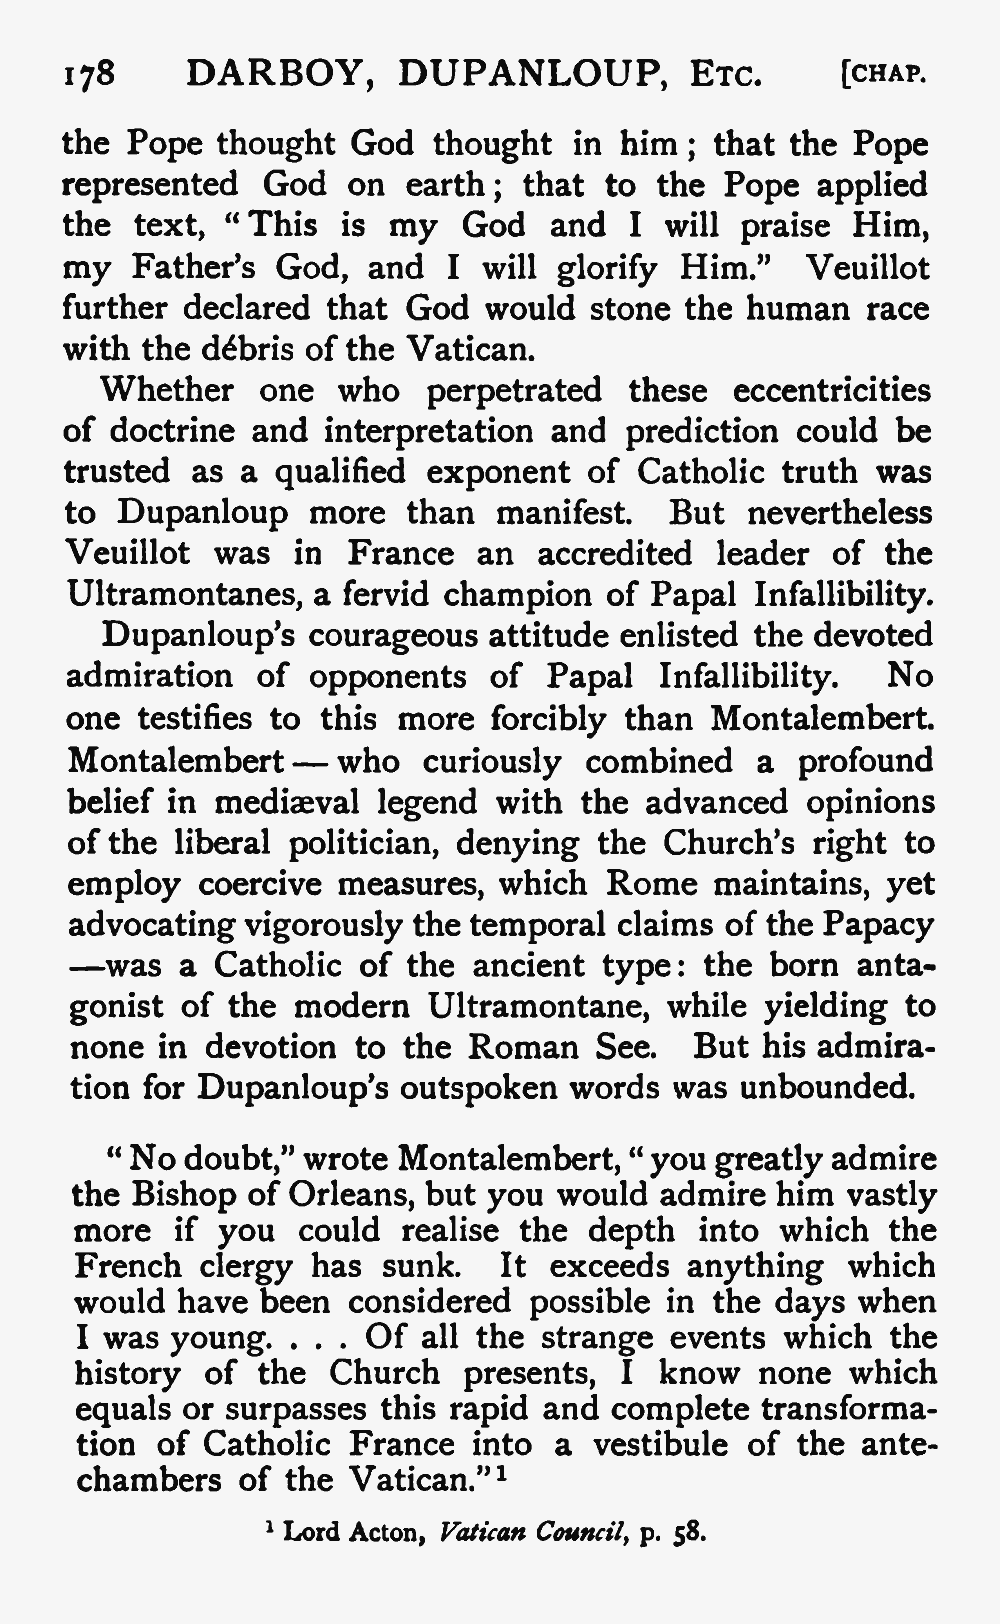 178 DARBOY, DUPANLOUP, ETC. [CHAP.
the Pope thought God thought in him ; that the Pope
represented God on earth ; that to the Pope applied
the text, “ This is my God and I will praise Him,
my Father’s God, and I will glorify Him.” Veuillot
further declared that God would stone the human race
with the débris of the Vatican.
Whether one who perpetrated these eccentricities
of doctrine and interpretation and prediction could be
trusted as a qualified exponent of Catholic truth was
to Dupanloup more than manifest. But nevertheless
Veuillot was in France an accredited leader of the
Ultramontanes, a fervid champion of Papal Infallibility.
Dupanloup’s courageous attitude enlisted the devoted
admiration of opponents of Papal Infallibility. No
one testifies to this more forcibly than Montalembert.
Montalembert — who curiously combined a profound
belief in mediæval legend with the advanced opinions
of the liberal politician, denying the Church’s right to
employ coercive measures, which Rome maintains, yet
advocating vigorously the temporal claims of the Papacy
—was a Catholic of the ancient type: the born anta-
gonist of the modern Ultramontane, while yielding to
none in devotion to the Roman See. But his admira-
tion for Dupanloup’s outspoken words was unbounded.
“ No doubt,” wrote Montalembert, “ you greatly admire
the Bishop of Orleans, but you would admire him vastly
more if you could realise the depth into which the
French clergy has sunk. It exceeds anything which
would have been considered possible in the days when
I was young. . . . Of all the strange events which the
history of the Church presents, I know none which
equals or surpasses this rapid and complete transforma-
tion of Catholic France into a vestibule of the ante-
chambers of the Vatican.” ¹
¹ Lord Acton, Vatican Council, p. 58.